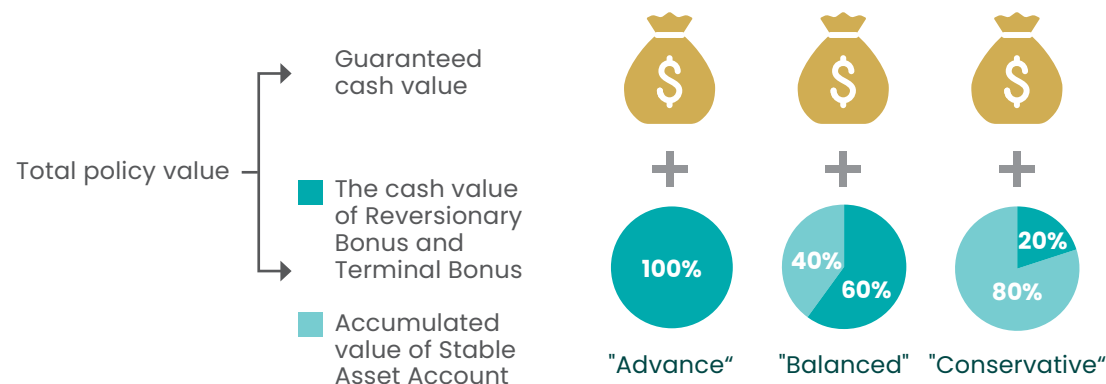 Guaranteed
cash value
Total policy value
The cash value
of Reversionary
Bonus and
Terminal Bonus
Accumulated
value of Stable
Asset Account
$
$
$
+
+
+
100%
40%
60%
20%
80%
"Advance“
"Balanced"
"Conservative“